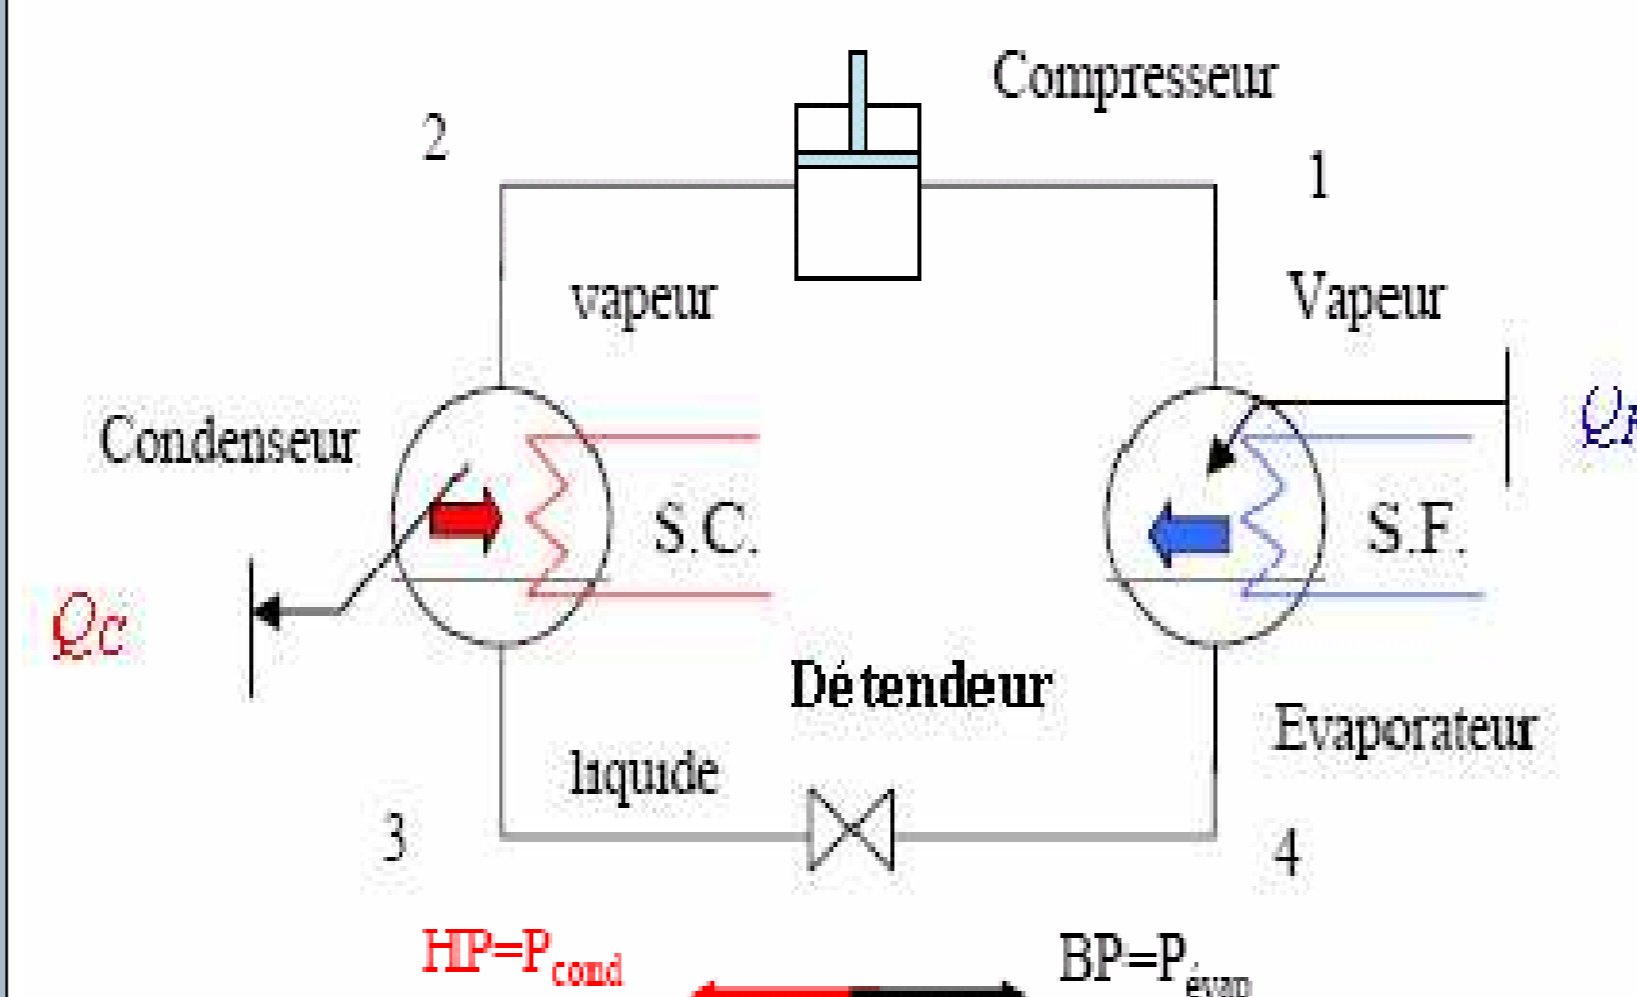 Compresseur
2
1
vapeur
Vapeur
Condenseur
S.C.
S.F.
Qc
Détendeur
Evaporateur
liquide
3
4
HP=Pcond
BP=Pévap